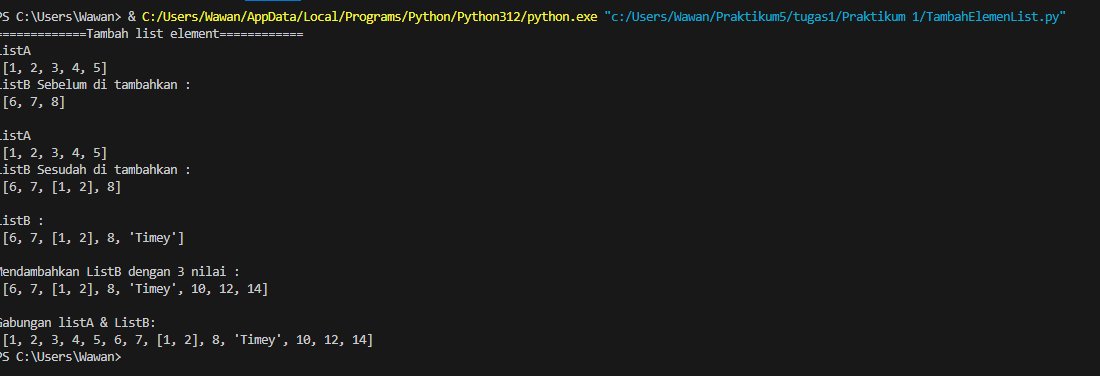 PS C:\Users\Wawan> & C:/Users/Wawan/AppData/Local/Programs/Python/Python312/python.exe "c:/Users/Wawan/Praktikum5/tugas1/Praktikum 1/TambahElemenList.py"
=============Tambah list element============
ListA
[1, 2, 3, 4, 5]
ListB Sebelum di tambahkan :
[6, 7, 8]
ListA
[1, 2, 3, 4, 5]
ListB Sesudah di tambahkan :
[6, 7, [1, 2], 8]
ListB :
[6, 7, [1, 2], 8, 'Timey']
Mendambahkan ListB dengan 3 nilai :
[6, 7, [1, 2], 8, 'Timey', 10, 12, 14]
Gabungan listA & ListB:
[1, 2, 3, 4, 5, 6, 7, [1, 2], 8, 'Timey', 10, 12, 14]
PS C:\Users\Wawan>